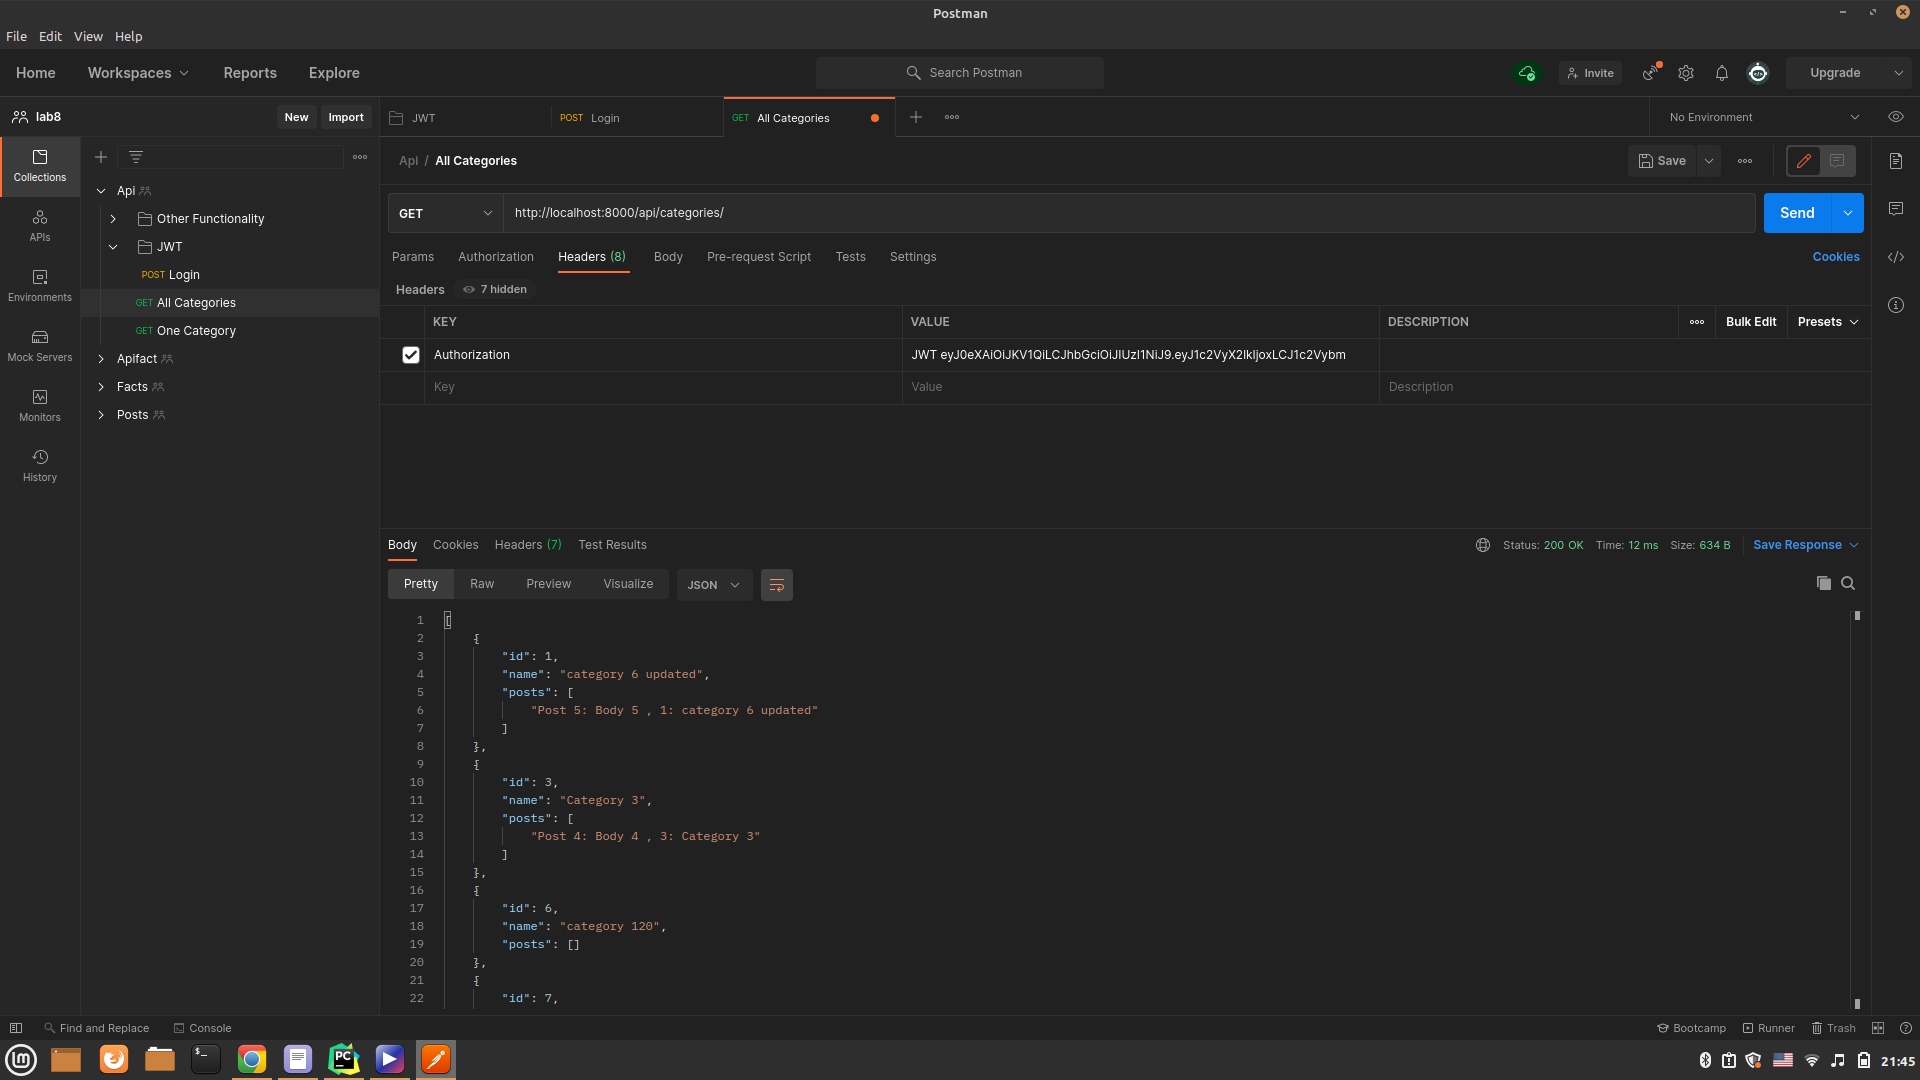 Postman
File Edit View Help
Home Workspaces Reports Explore
Search Postman
Invite
Upgrade
lab8 New Import
JWT
POST Login
GET All Categories
No Environment
Collections
APIs
Environments
Mock Servers
Monitors
History
Api
Other Functionality
JWT
POST Login
GET All Categories
GET One Category
Apifact
Facts
Posts
Api / All Categories
Save
GET http://localhost:8000/api/categories/
Send
Params Authorization Headers (8) Body Pre-request Script Tests Settings
Cookies
Headers 7 hidden
KEY VALUE DESCRIPTION Bulk Edit Presets
Authorization JWT eyJ0eXAiOiJKV1QiLCJhbGciOiJIUzI1NiJ9.eyJ1c2VyX2lkIjoxLCJ1c2Vybm
Key Value Description
Body Cookies Headers (7) Test Results
Status: 200 OK Time: 12 ms Size: 634 B Save Response
Pretty Raw Preview Visualize JSON
1 [
2 {
3 "id": 1,
4 "name": "category 6 updated",
5 "posts": [
6 "Post 5: Body 5 , 1: category 6 updated"
7 ]
8 },
9 {
10 "id": 3,
11 "name": "Category 3",
12 "posts": [
13 "Post 4: Body 4 , 3: Category 3"
14 ]
15 },
16 {
17 "id": 6,
18 "name": "category 120",
19 "posts": []
20 },
21 {
22 "id": 7,
Find and Replace Console
Bootcamp Runner Trash
PC
21:45